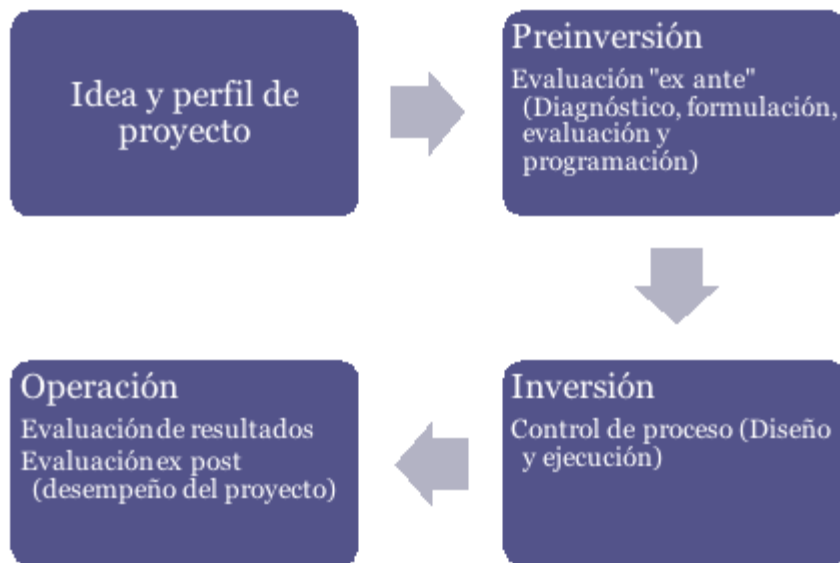 Idea y perfil de
proyecto
Preinversión
Evaluación "ex ante"
(Diagnóstico, formulación,
evaluación y
programación)
Inversión
Control de proceso (Diseño
y ejecución)
Operación
Evaluación de resultados
Evaluación ex post
(desempeño del proyecto)